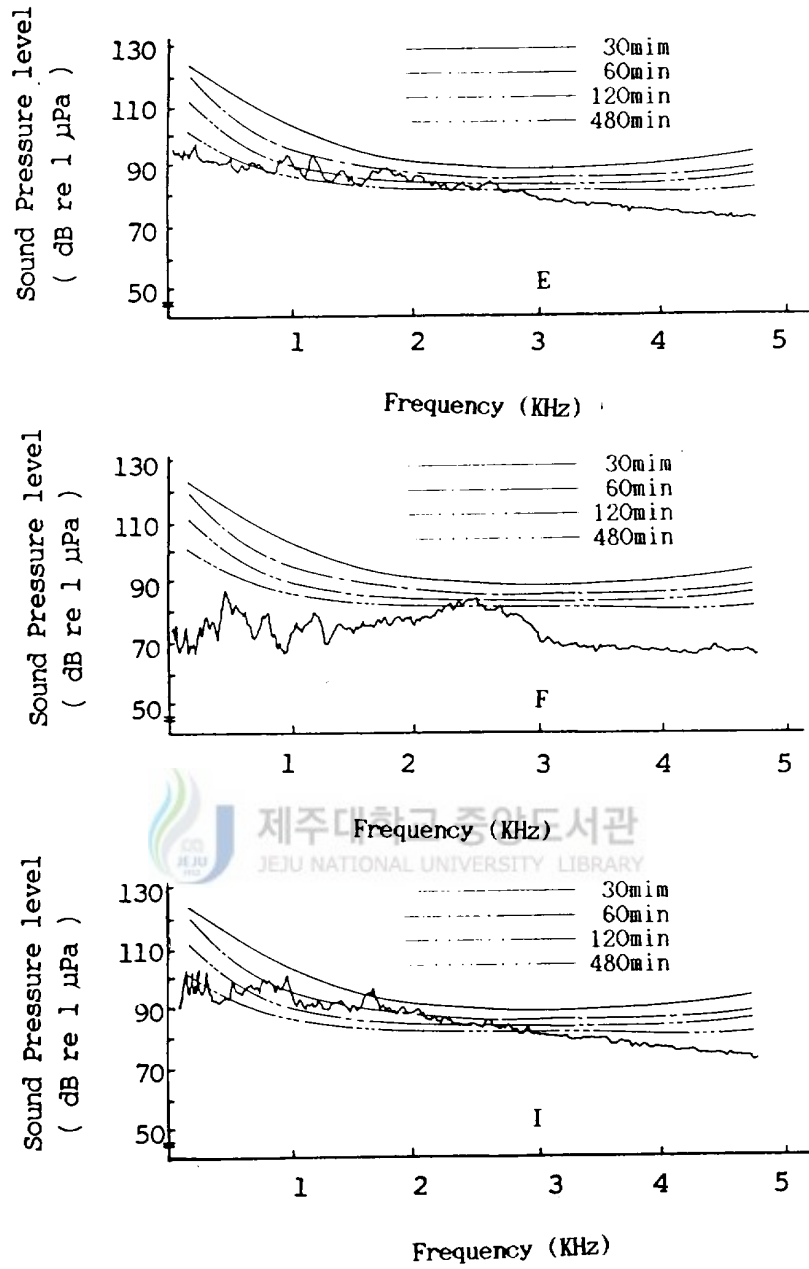 Sound Pressure level
( dB re 1 μPa )
130
110
90
70
50
30mim
60min
120min
480min
E
1 2 3 4 5
Frequency (KHz)
Sound Pressure level
( dB re 1 μPa )
130
110
90
70
50
30mim
60min
120min
480min
F
1 2 3 4 5
Frequency (KHz)
제주대학교 중앙도서관
JEJU NATIONAL UNIVERSITY LIBRARY
JEJU
1952
Sound Pressure level
( dB re 1 μPa )
130
110
90
70
50
30mim
60min
120min
480min
I
1 2 3 4 5
Frequency (KHz)